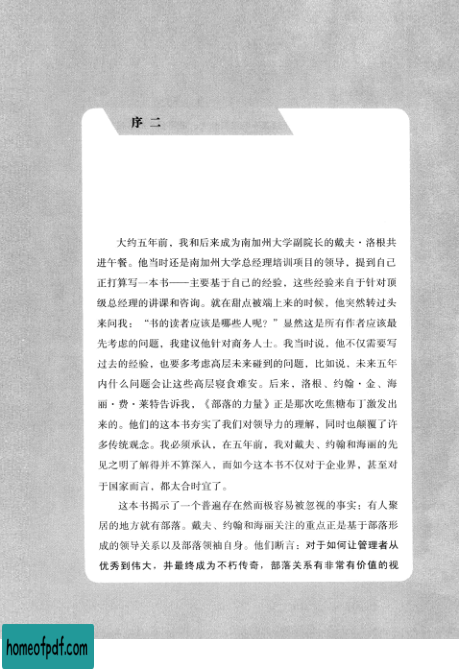 序 二
大约五年前，我和后来成为南加州大学副院长的戴夫·洛根共
进午餐。他当时还是南加州大学总经理培训项目的领导，提到自己
正打算写一本书——主要基于自己的经验，这些经验来自于针对顶
级总经理的讲课和咨询。就在甜点被端上来的时候，他突然转过头
来问我：“书的读者应该是哪些人呢？”显然这是所有作者应该最
先考虑的问题，我建议他针对商务人士。我当时说，他不仅需要写
过去的经验，也要多考虑高层未来碰到的问题，比如说，未来五年
内什么问题会让这些高层寝食难安。后来，洛根、约翰·金、海
丽·费·莱特告诉我，《部落的力量》正是那次吃焦糖布丁激发出
来的。他们的这本书夯实了我们对领导力的理解，同时也颠覆了许
多传统观念。我必须承认，在五年前，我对戴夫、约翰和海丽的先
见之明了解得并不算深入，而如今这本书不仅对于企业界，甚至对
于国家而言，都太合时宜了。
这本书揭示了一个普遍存在然而极容易被忽视的事实：有人聚
居的地方就有部落。戴夫、约翰和海丽关注的重点正是基于部落形
成的领导关系以及部落领袖自身。他们断言：对于如何让管理者从
优秀到伟大，并最终成为不朽传奇，部落关系有非常有价值的视
homeofpdf.com